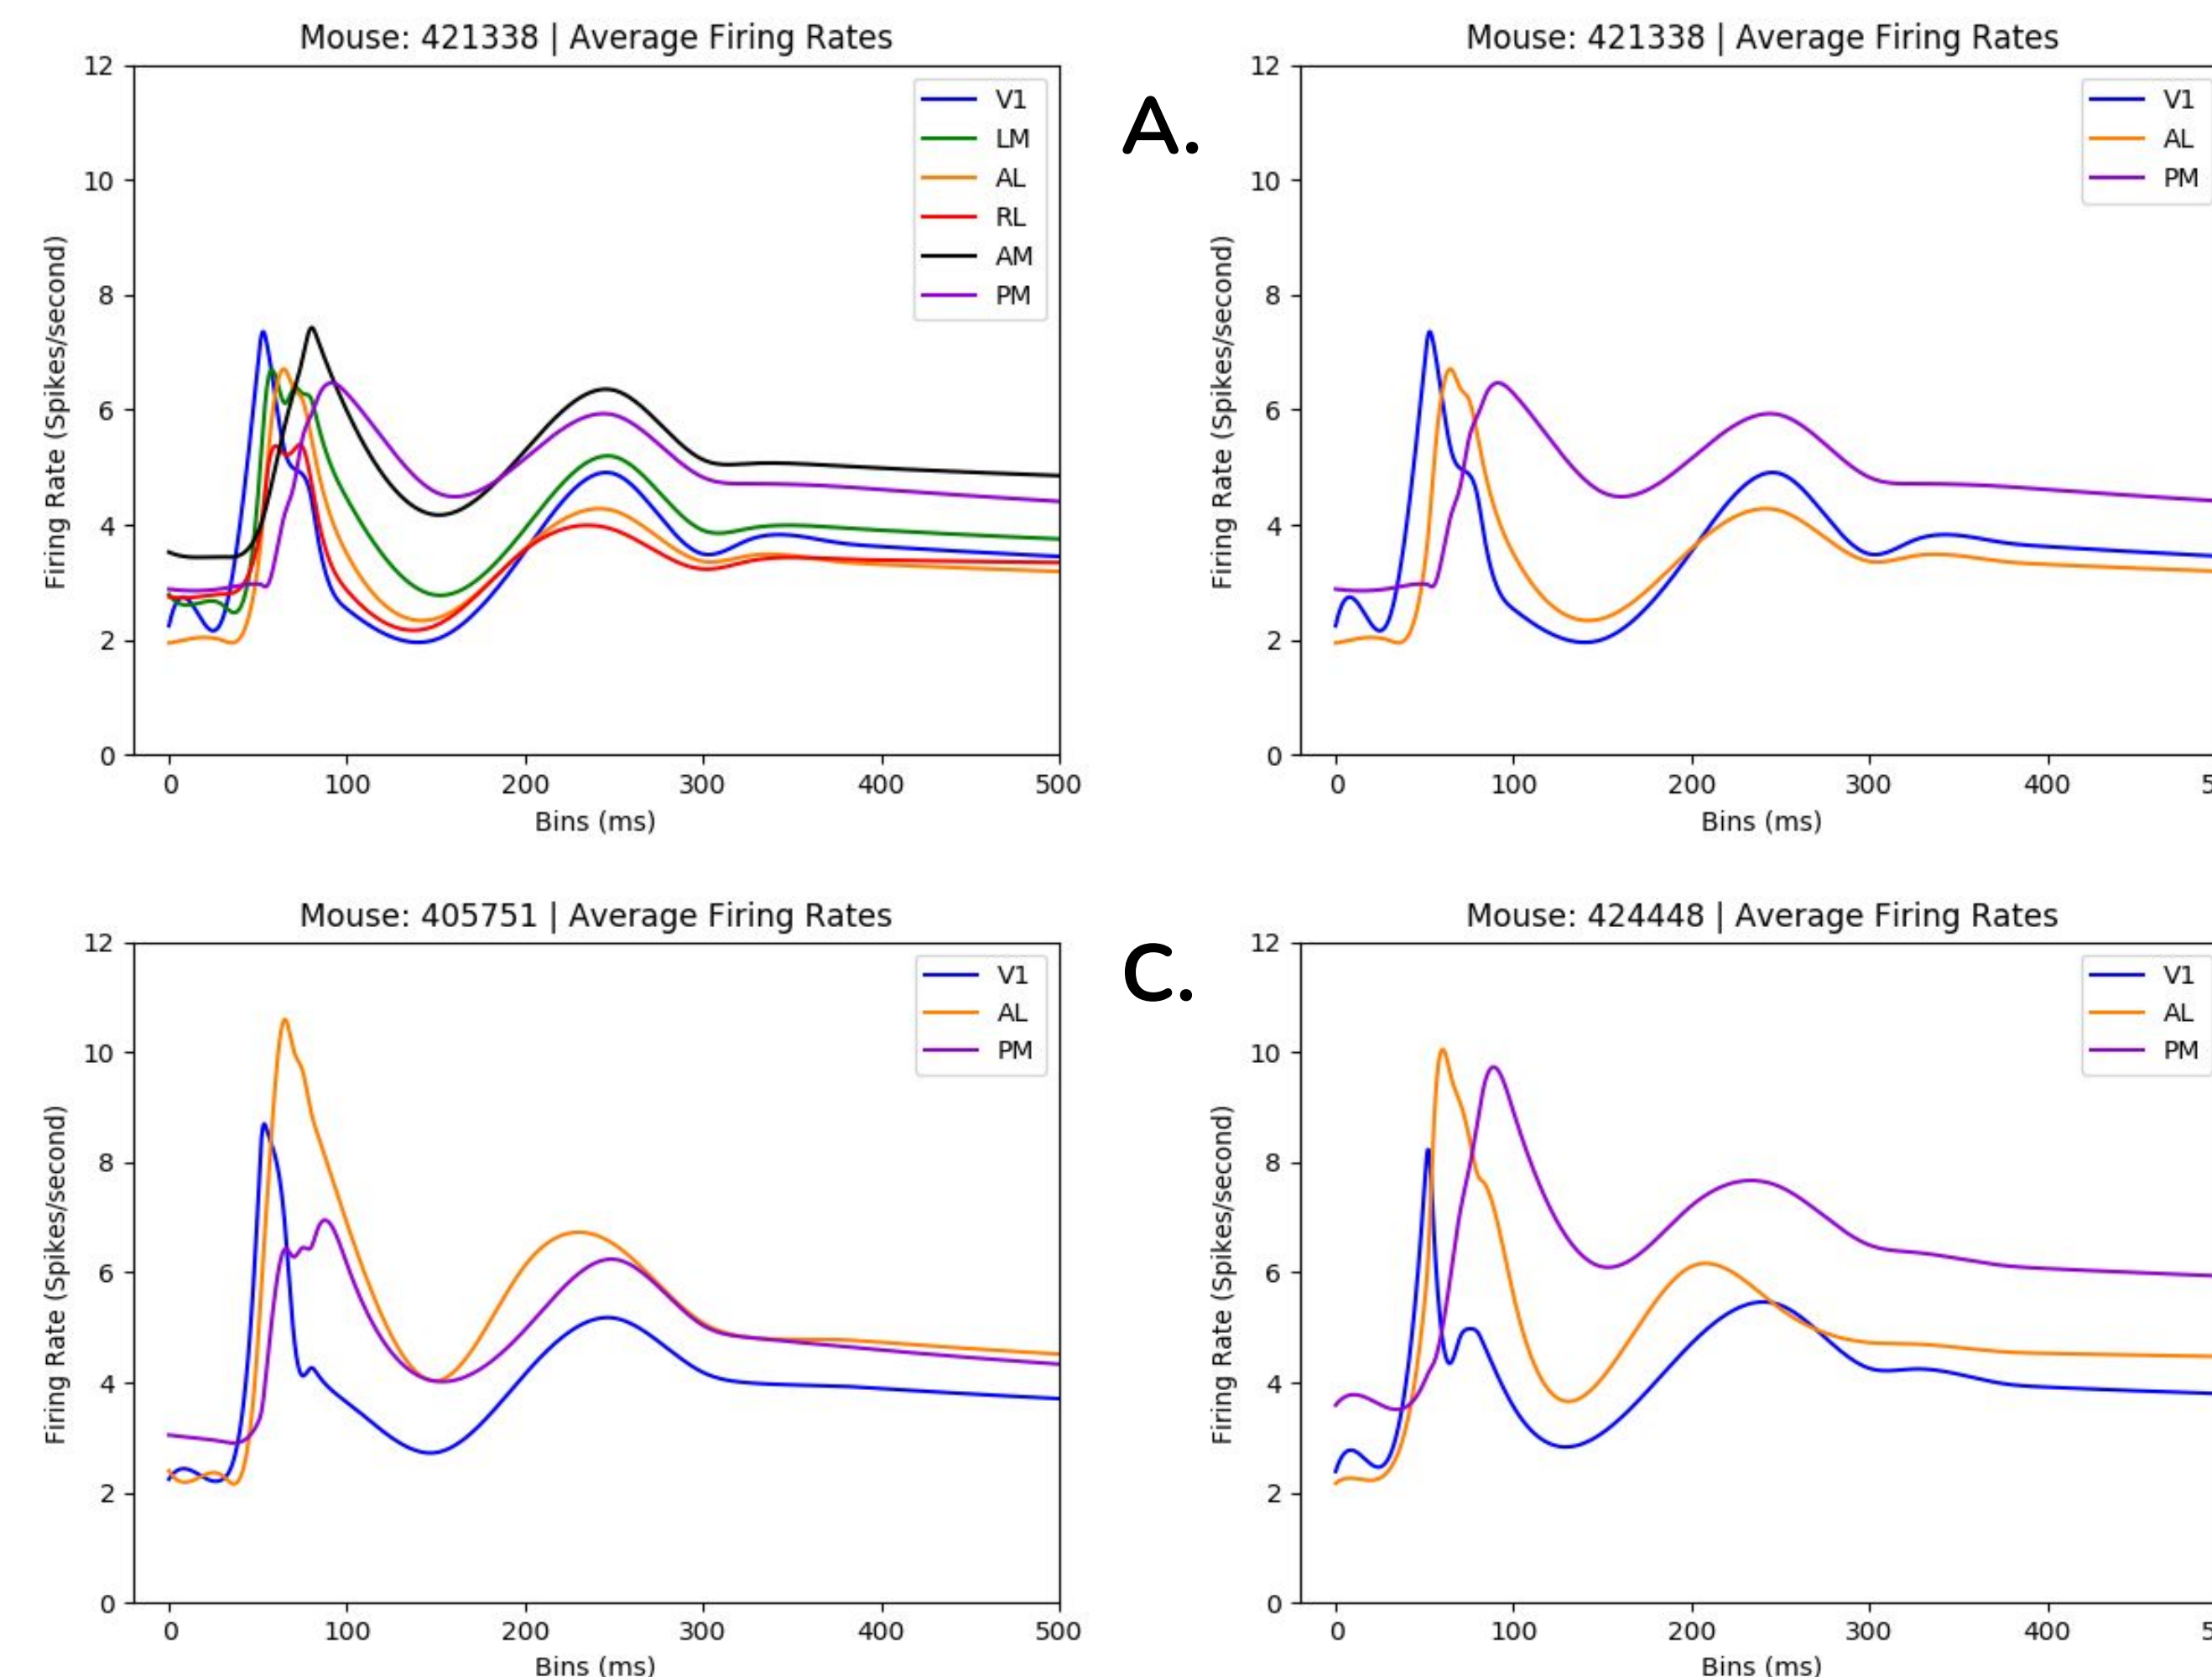 Mouse: 421338 | Average Firing Rates
12
10
8
6
4
2
0
Firing Rate (Spikes/second)
V1
LM
AL
RL
AM
PM
0 100 200 300 400 500
Bins (ms)
A.
Mouse: 421338 | Average Firing Rates
12
10
8
6
4
2
0
Firing Rate (Spikes/second)
V1
AL
PM
0 100 200 300 400 5
Bins (ms)
Mouse: 405751 | Average Firing Rates
12
10
8
6
4
2
0
Firing Rate (Spikes/second)
V1
AL
PM
0 100 200 300 400 500
Bins (ms)
C.
Mouse: 424448 | Average Firing Rates
12
10
8
6
4
2
0
Firing Rate (Spikes/second)
V1
AL
PM
0 100 200 300 400 5
Bins (ms)